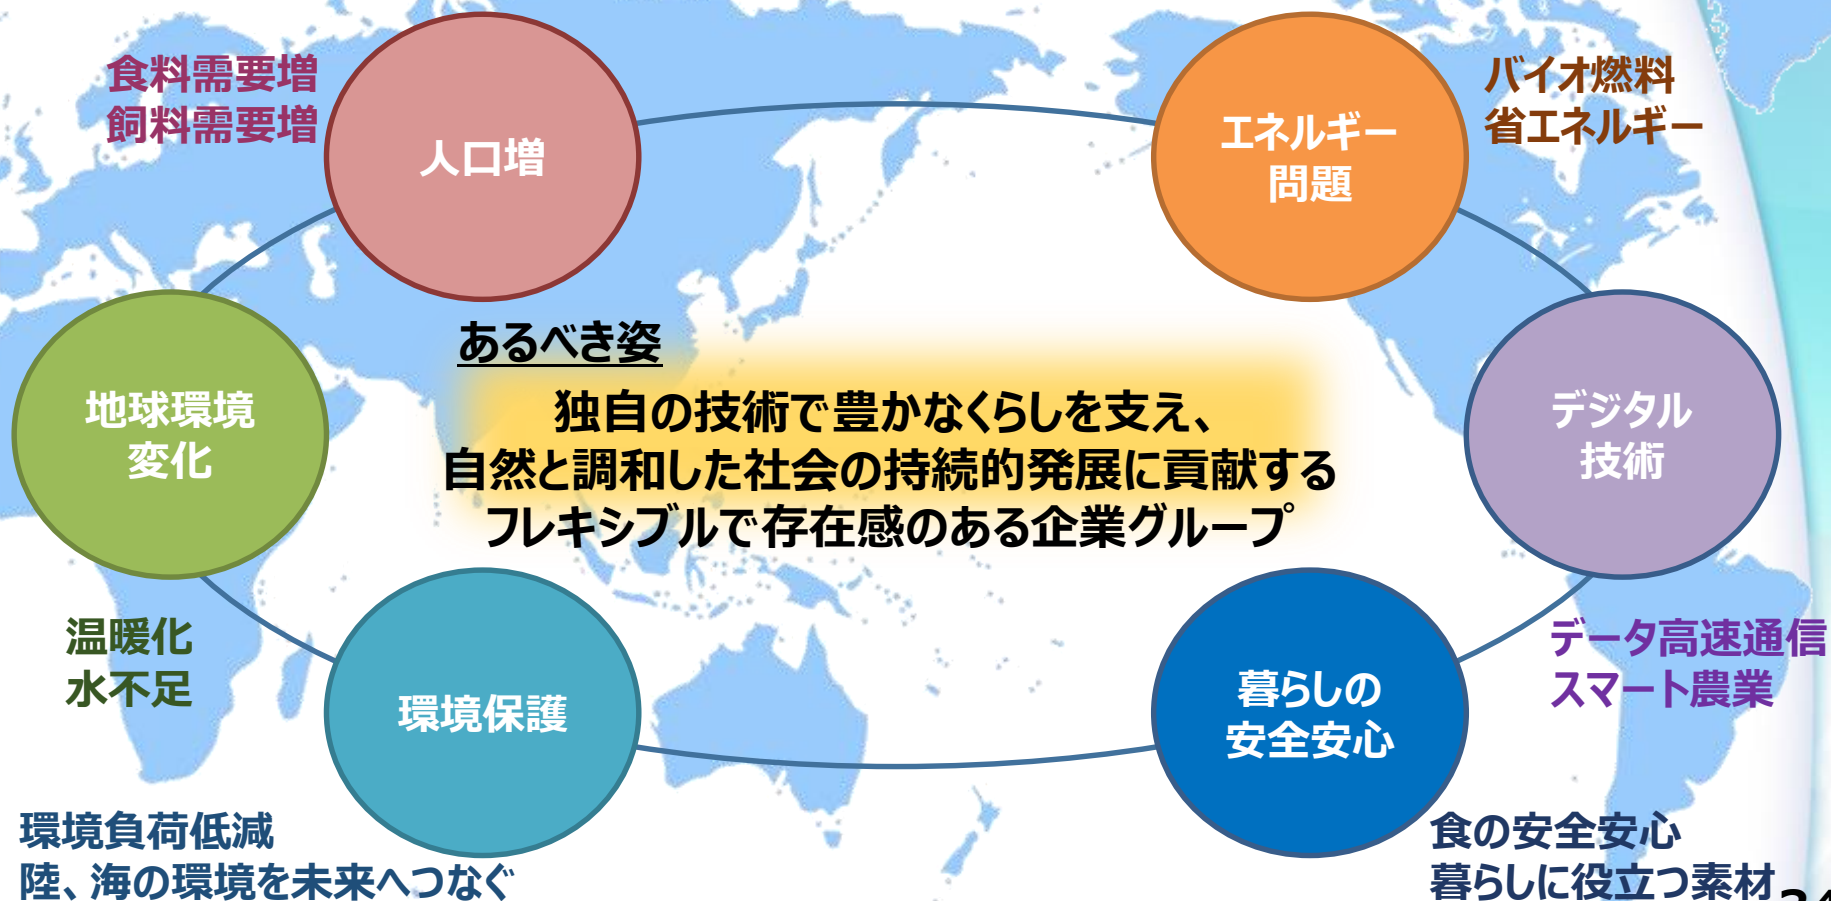 食料需要増
飼料需要増
人口増
エネルギー
問題
バイオ燃料
省エネルギー
地球環境
変化
温暖化
水不足
あるべき姿
独自の技術で豊かなくらしを支え、
自然と調和した社会の持続的発展に貢献する
フレキシブルで存在感のある企業グループ
デジタル
技術
データ高速通信
スマート農業
環境保護
環境負荷低減
陸、海の環境を未来へつなぐ
暮らしの
安全安心
食の安全安心
暮らしに役立つ素材